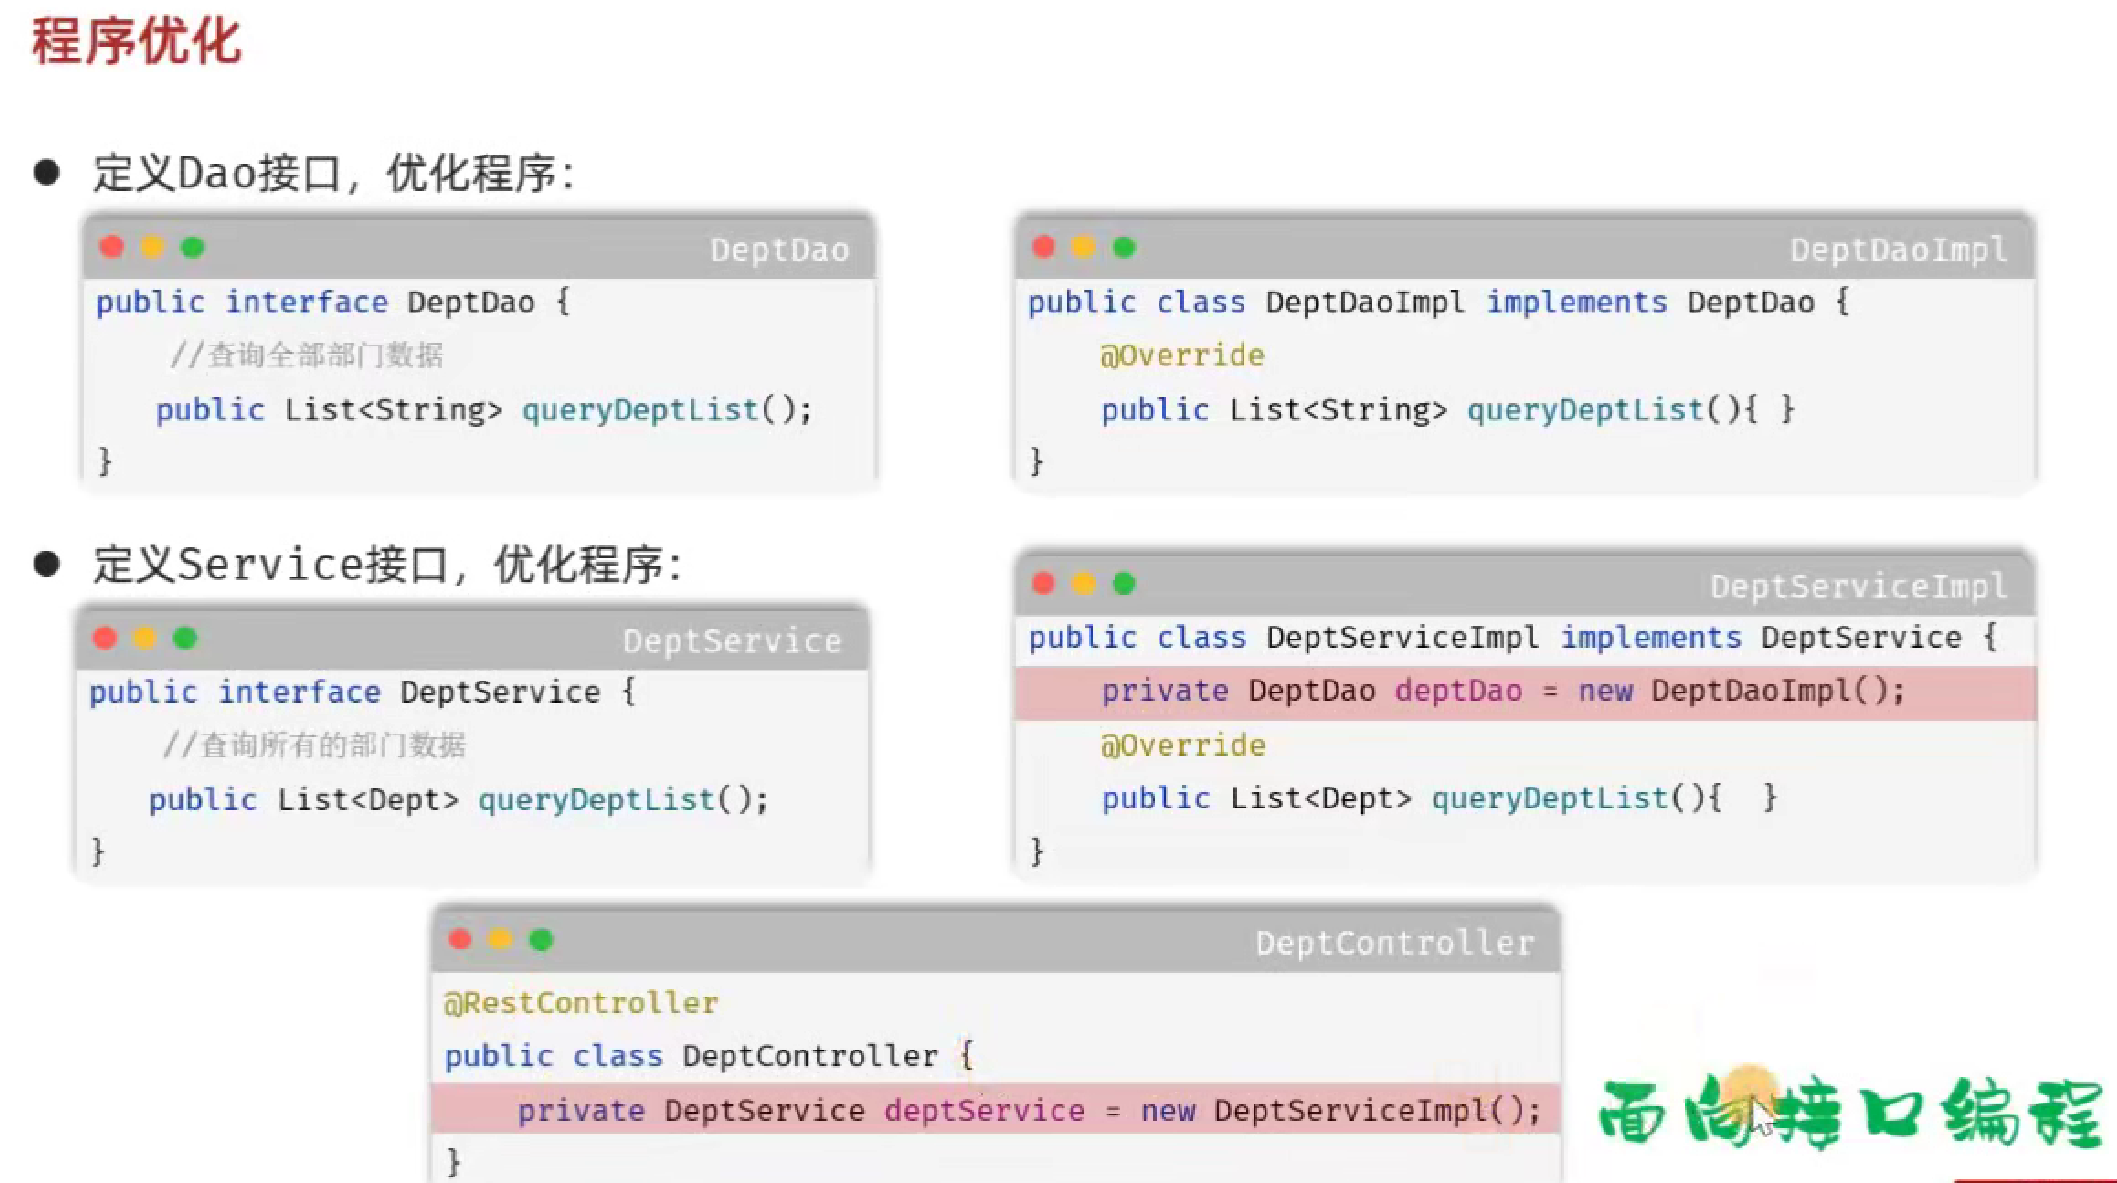 程序优化
● 定义Dao接口，优化程序：
DeptDao
public interface DeptDao {
//查询全部部门数据
public List<String> queryDeptList();
}
DeptDaoImpl
public class DeptDaoImpl implements DeptDao {
@Override
public List<String> queryDeptList(){ }
}
● 定义Service接口，优化程序：
DeptService
public interface DeptService {
//查询所有的部门数据
public List<Dept> queryDeptList();
}
DeptServiceImpl
public class DeptServiceImpl implements DeptService {
private DeptDao deptDao = new DeptDaoImpl();
@Override
public List<Dept> queryDeptList(){  }
}
DeptController
@RestController
public class DeptController {
private DeptService deptService = new DeptServiceImpl();
}
面向接口编程